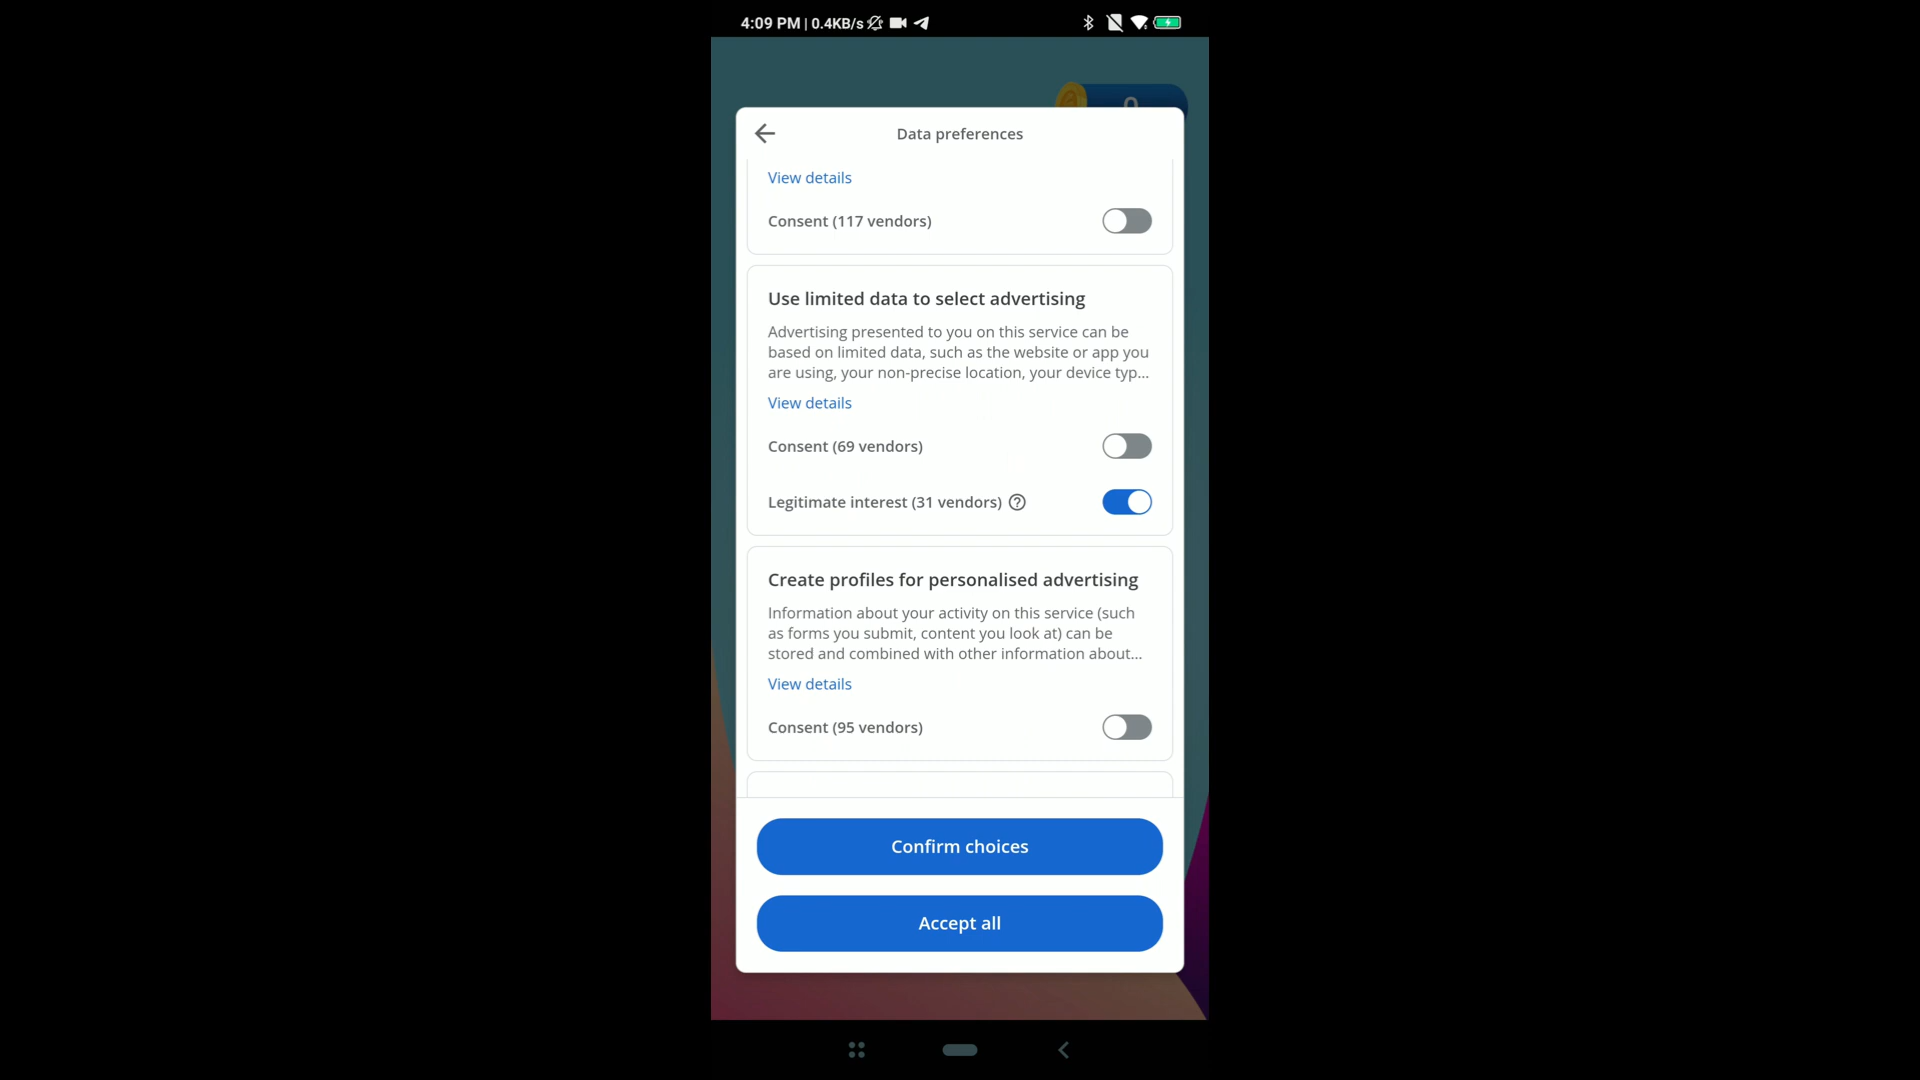 4:09 PM | 0.4KB/s
Data preferences
View details
Consent (117 vendors)
Use limited data to select advertising
Advertising presented to you on this service can be
based on limited data, such as the website or app you
are using, your non-precise location, your device typ...
View details
Consent (69 vendors)
Legitimate interest (31 vendors)
Create profiles for personalised advertising
Information about your activity on this service (such
as forms you submit, content you look at) can be
stored and combined with other information about...
View details
Consent (95 vendors)
Confirm choices
Accept all